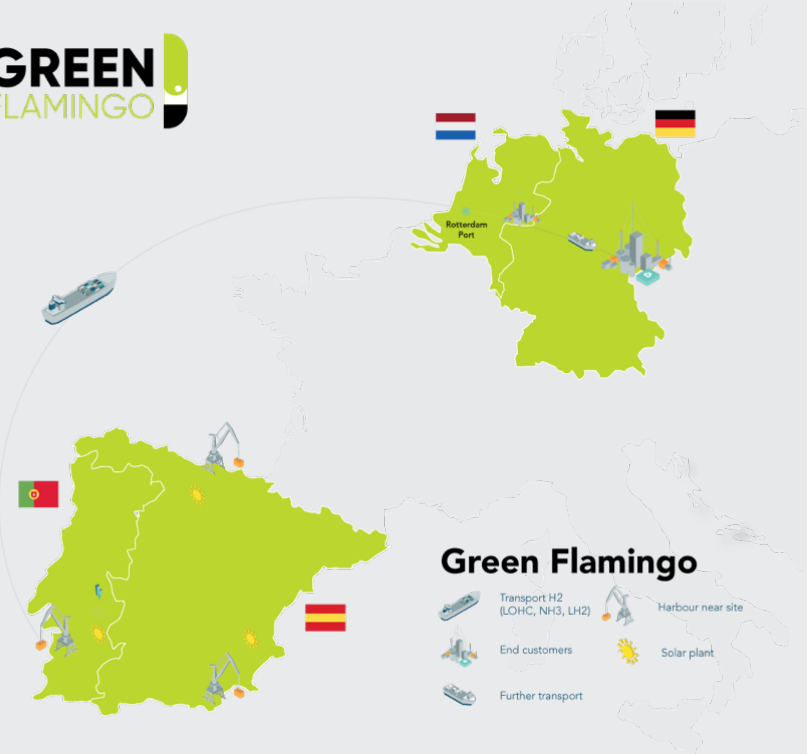 GREEN
FLAMINGO
Rotterdam
Port
Green Flamingo
Transport H2
(LOHC, NH3, LH2)
Harbour near site
End customers
Solar plant
Further transport